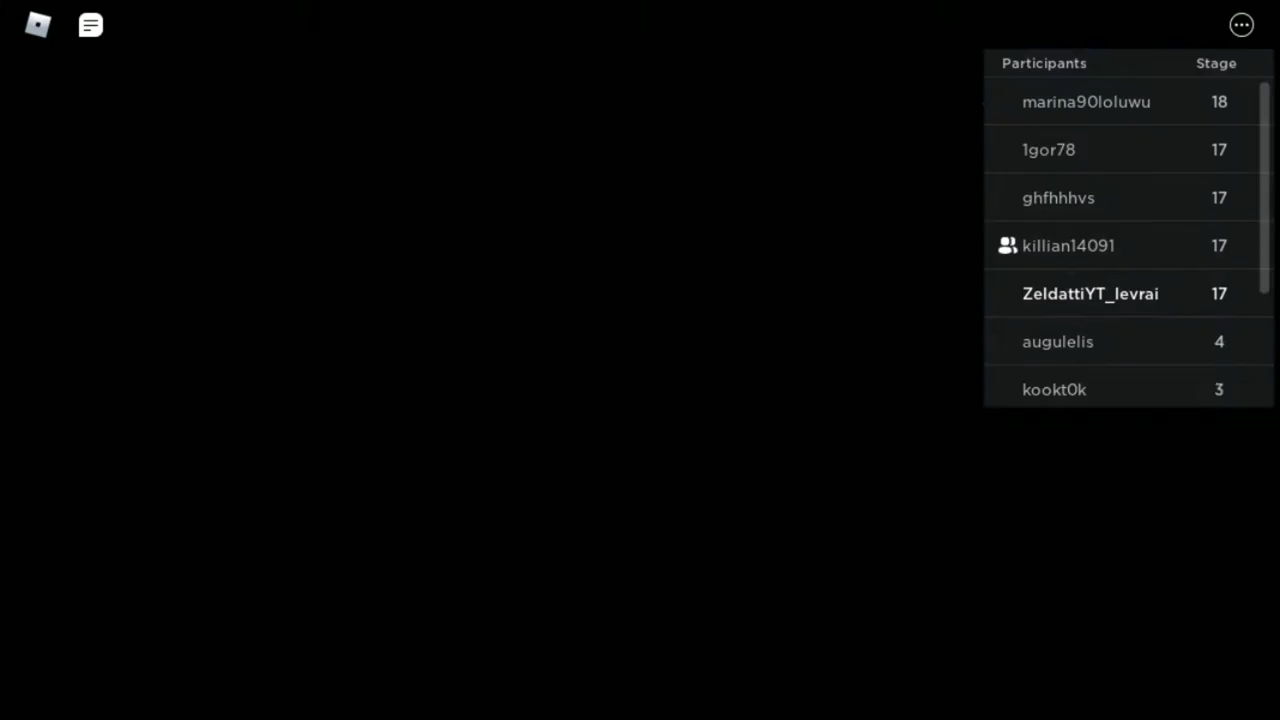 Participants Stage
marina90loluwu 18
1gor78 17
ghfhhhvs 17
killian14091 17
ZeldattiYT_levrai 17
augulelis 4
kookt0k 3